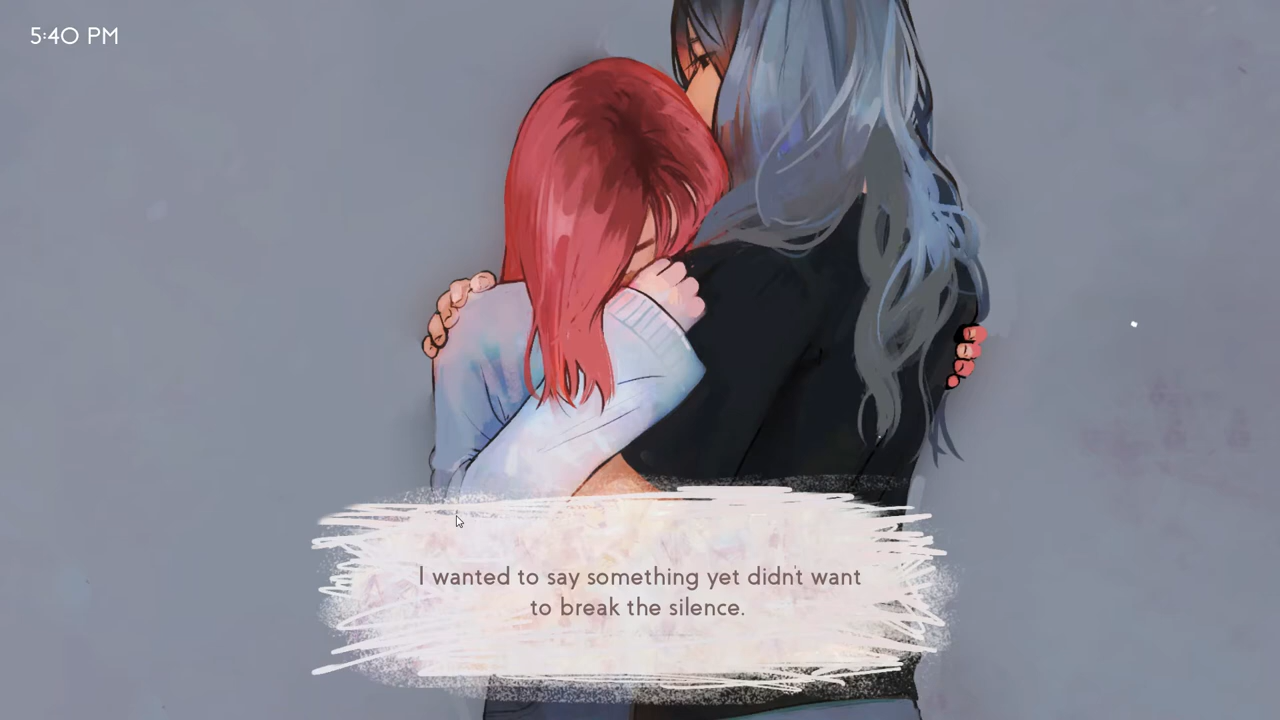 5:40 PM
I wanted to say something yet didn't want
to break the silence.